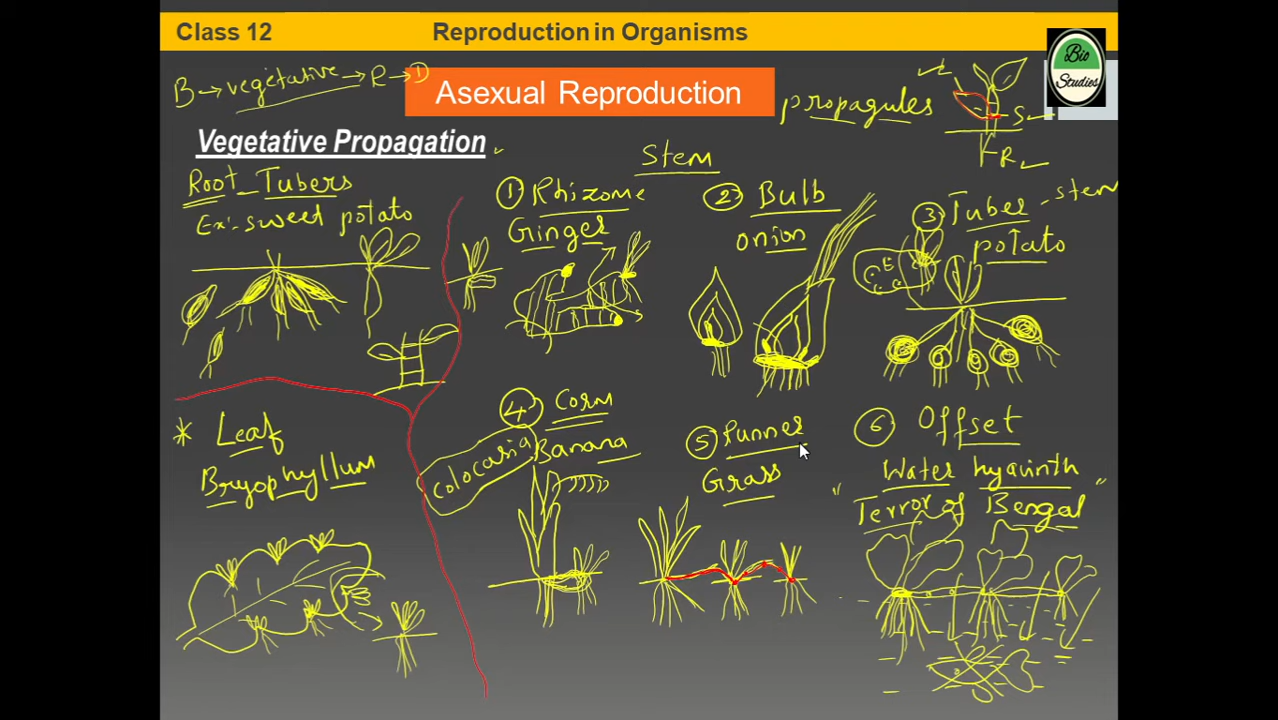 Class 12
Reproduction in Organisms
Bio
Studies
B → vegetative → R → D
Asexual Reproduction
propagules
L
S
R
Vegetative Propagation
Stem
Root Tubers
Ex:- sweet potato
① Rhizome
Ginger
② Bulb
onion
③ Tuber - stem
potato
E
* Leaf
Bryophyllum
④ Corm
Banana
colocasia
⑤ Runner
Grass
⑥ Offset
Water hyacinth
"Terror of Bengal"